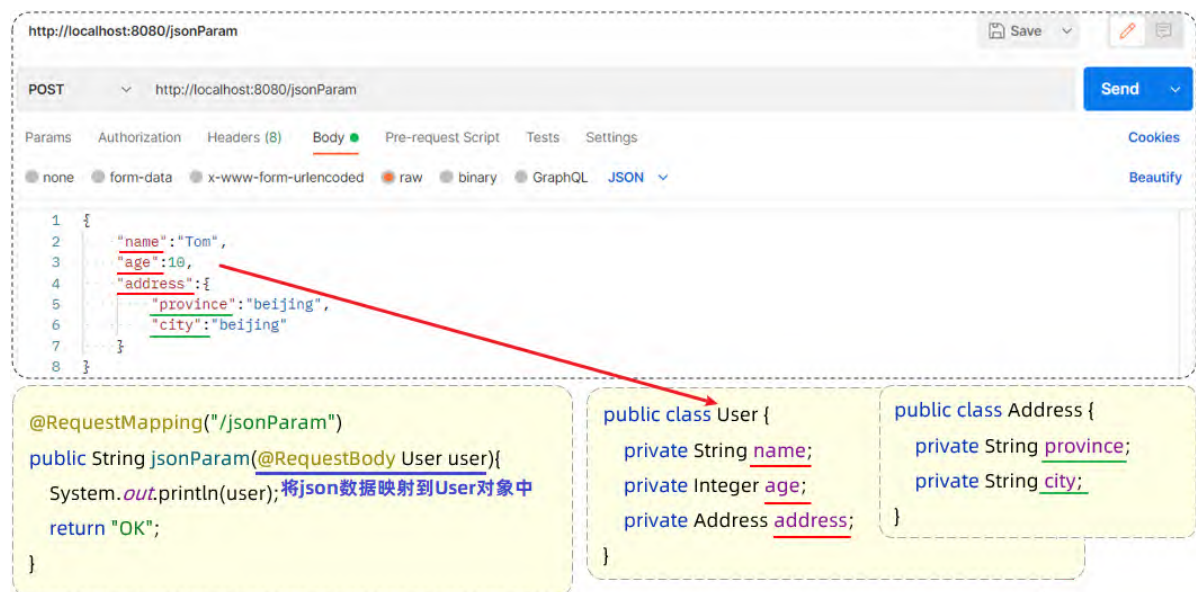 http://localhost:8080/jsonParam
Save
POST
http://localhost:8080/jsonParam
Send
Params Authorization Headers (8) Body Pre-request Script Tests Settings Cookies
none form-data x-www-form-urlencoded raw binary GraphQL JSON Beautify
1 {
2 "name":"Tom",
3 "age":10,
4 "address":{
5 "province":"beijing",
6 "city":"beijing"
7 }
8 }
@RequestMapping("/jsonParam")
public String jsonParam(@RequestBody User user){
System.out.println(user); 将json数据映射到User对象中
return "OK";
}
public class User {
private String name;
private Integer age;
private Address address;
}
public class Address {
private String province;
private String city;
}